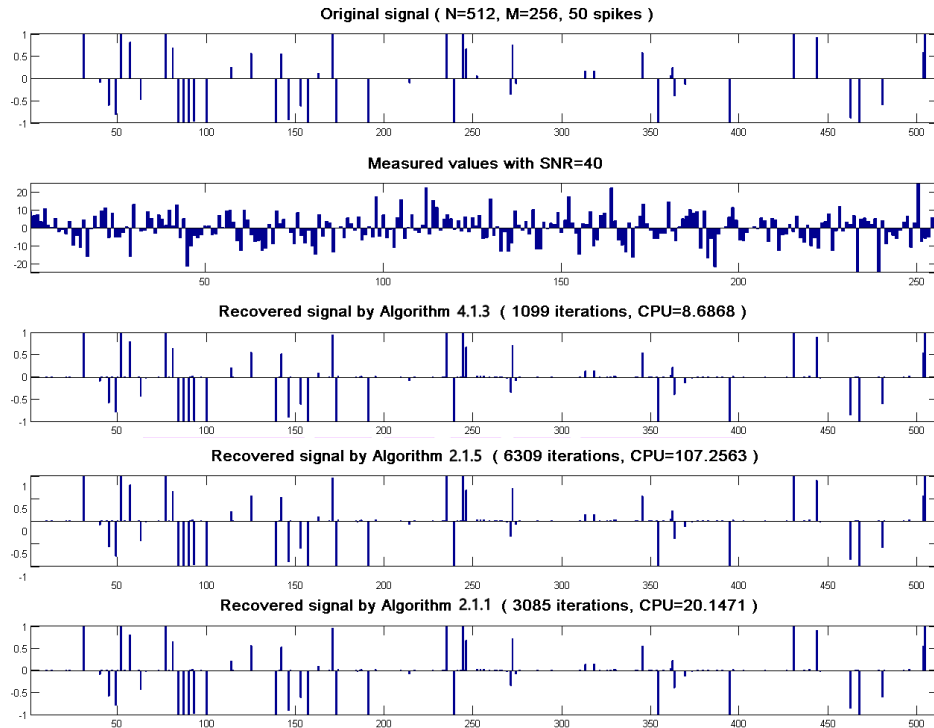 Original signal ( N=512, M=256, 50 spikes )
1
0.5
0
-0.5
-1
50 100 150 200 250 300 350 400 450 500
Measured values with SNR=40
20
10
0
-10
-20
50 100 150 200 250
Recovered signal by Algorithm 4.1.3 ( 1099 iterations, CPU=8.6868 )
1
0.5
0
-0.5
-1
50 100 150 200 250 300 350 400 450 500
Recovered signal by Algorithm 2.1.5 ( 6309 iterations, CPU=107.2563 )
1
0.5
0
-0.5
-1
50 100 150 200 250 300 350 400 450 500
Recovered signal by Algorithm 2.1.1 ( 3085 iterations, CPU=20.1471 )
1
0.5
0
-0.5
-1
50 100 150 200 250 300 350 400 450 500